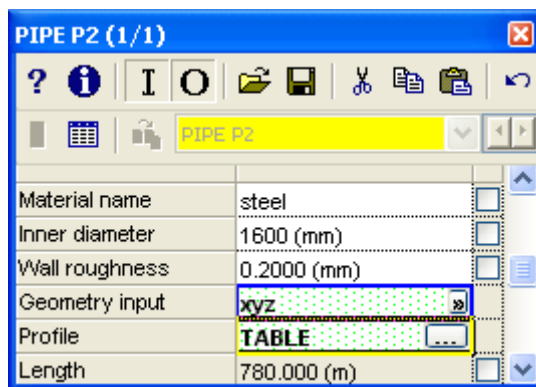 PIPE P2 (1/1)
? i I O
PIPE P2
Material name steel
Inner diameter 1600 (mm)
Wall roughness 0.2000 (mm)
Geometry input xyz »
Profile TABLE ...
Length 780.000 (m)